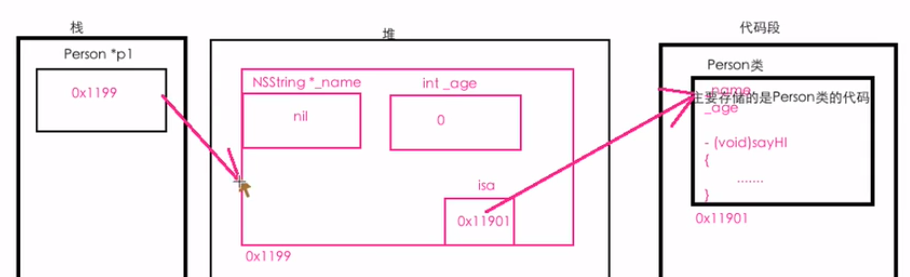 栈
Person *p1
0x1199
堆
NSString *_name
nil
int _age
0
isa
0x11901
0x1199
代码段
Person类
_name
主要存储的是Person类的代码
_age
- (void)sayHI
{
.......
}
0x11901